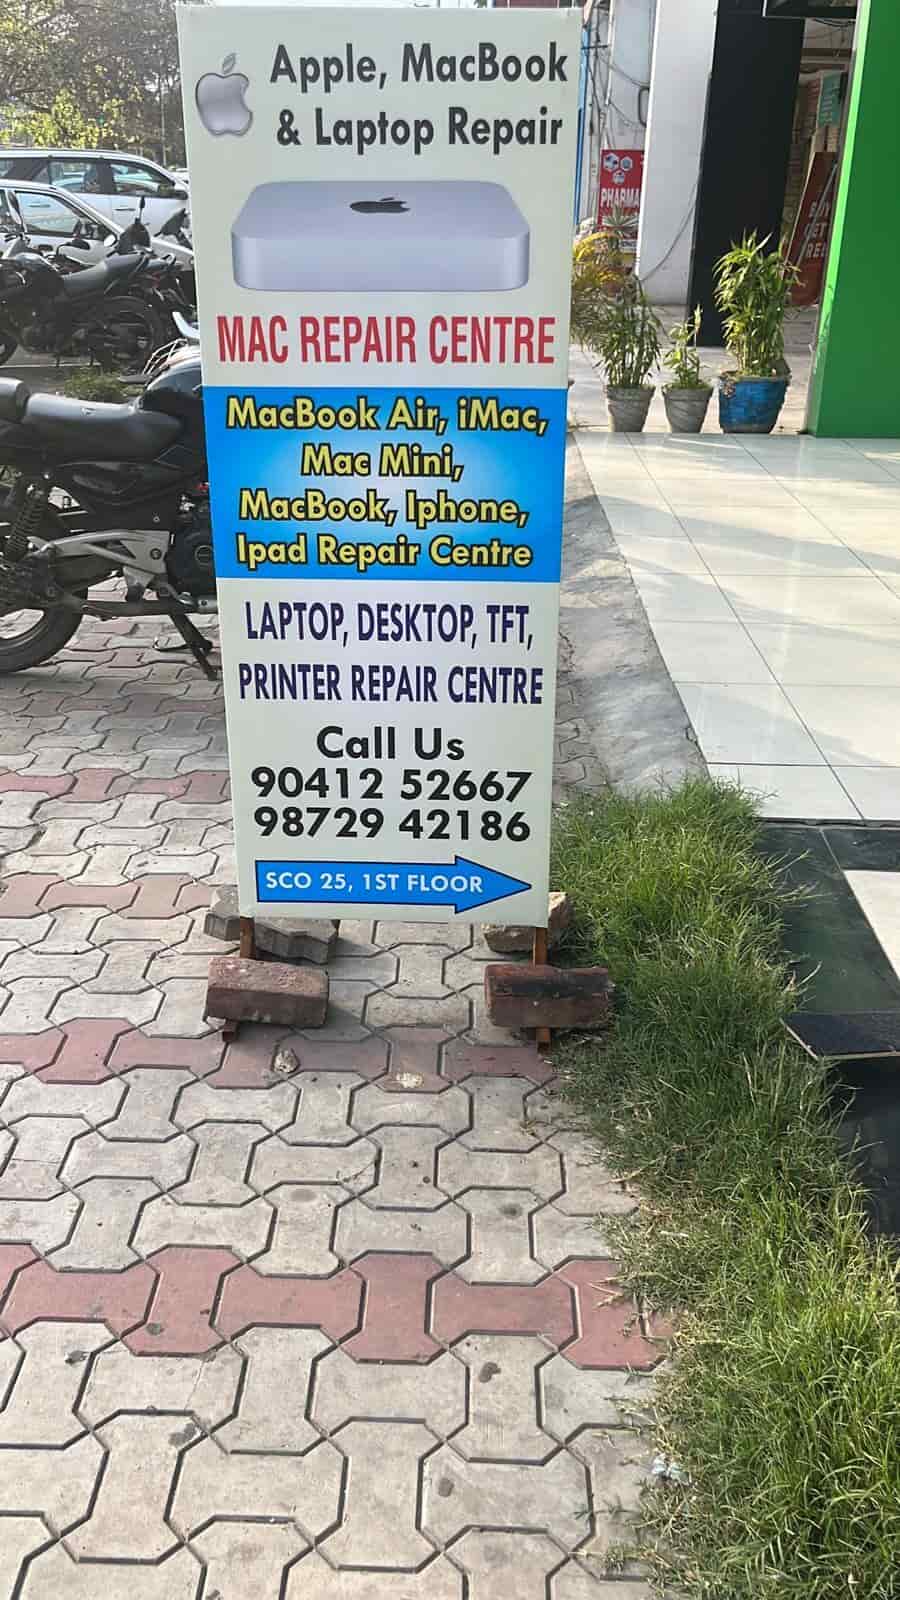 Apple, MacBook
& Laptop Repair
MAC REPAIR CENTRE
MacBook Air, iMac,
Mac Mini,
MacBook, Iphone,
Ipad Repair Centre
LAPTOP, DESKTOP, TFT,
PRINTER REPAIR CENTRE
Call Us
90412 52667
98729 42186
SCO 25, 1ST FLOOR
PHARMA